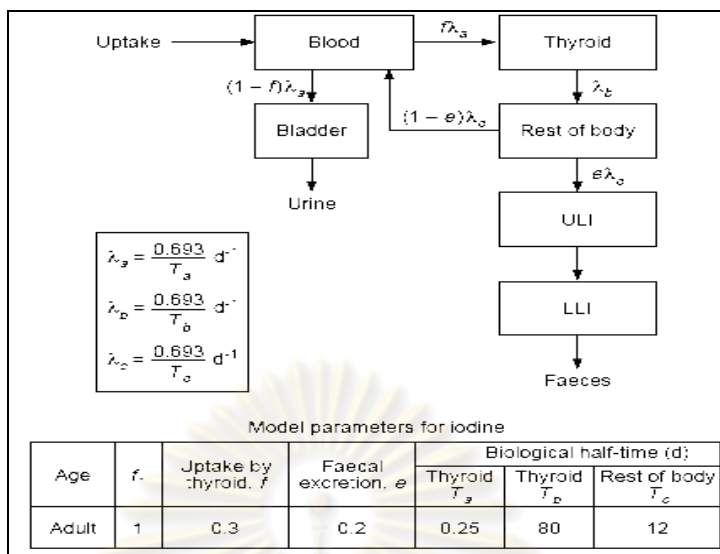 Uptake
Blood
fλa
Thyroid
(1 – f)λa
λb
Bladder
(1 – e)λc
Rest of body
eλc
Urine
ULI
LLI
Faeces
λa = 0.693 / Ta d-1
λb = 0.693 / Tb d-1
λc = 0.693 / Tc d-1
Model parameters for iodine
Age
f1
Uptake by
thyroid, f
Faecal
excretion, e
Biological half-time (d)
Thyroid
Ta
Thyroid
Tb
Rest of body
Tc
Adult 1 0.3 0.2 0.25 80 12